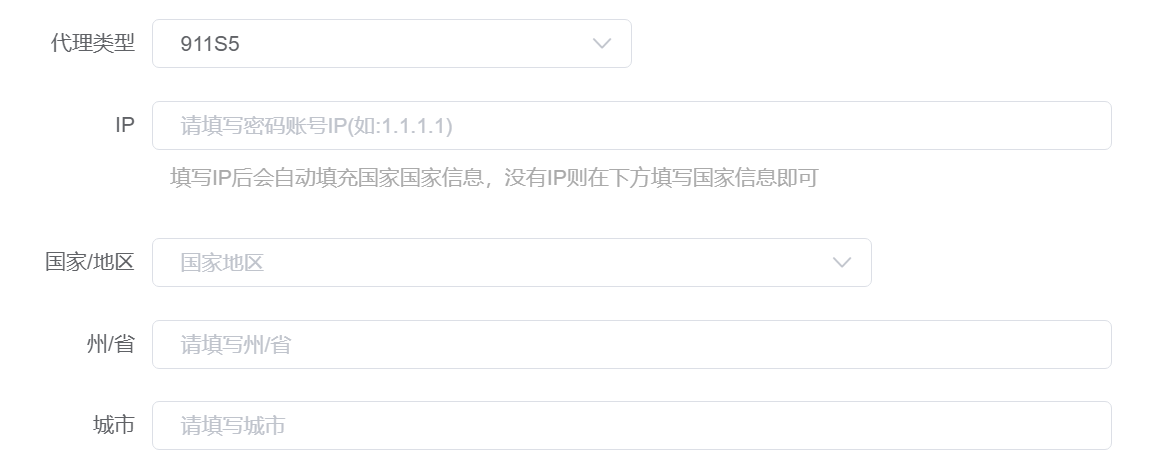 代理类型 911S5
IP 请填写密码账号IP(如:1.1.1.1)
填写IP后会自动填充国家国家信息，没有IP则在下方填写国家信息即可
国家/地区 国家地区
州/省 请填写州/省
城市 请填写城市